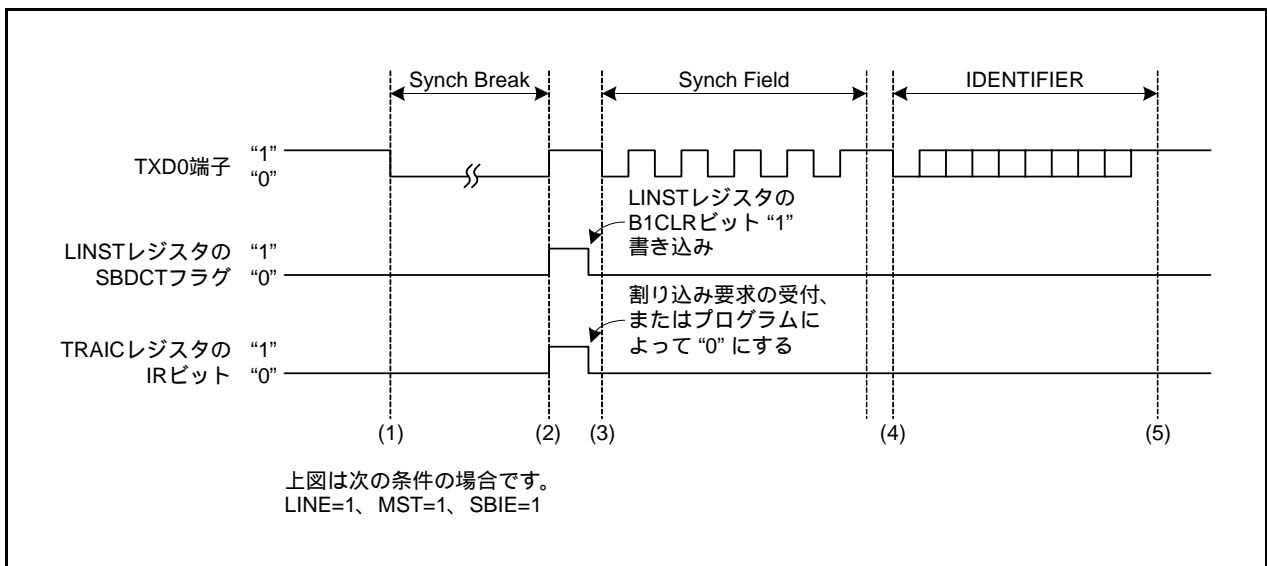 Synch Break
Synch Field
IDENTIFIER
TXD0端子
“1”
“0”
LINSTレジスタの
B1CLRビット “1”
書き込み
LINSTレジスタの
SBDCTフラグ
“1”
“0”
割り込み要求の受付、
またはプログラムに
よって “0” にする
TRAICレジスタの
IRビット
“1”
“0”
(1)
(2)
(3)
(4)
(5)
上図は次の条件の場合です。
LINE=1、MST=1、SBIE=1